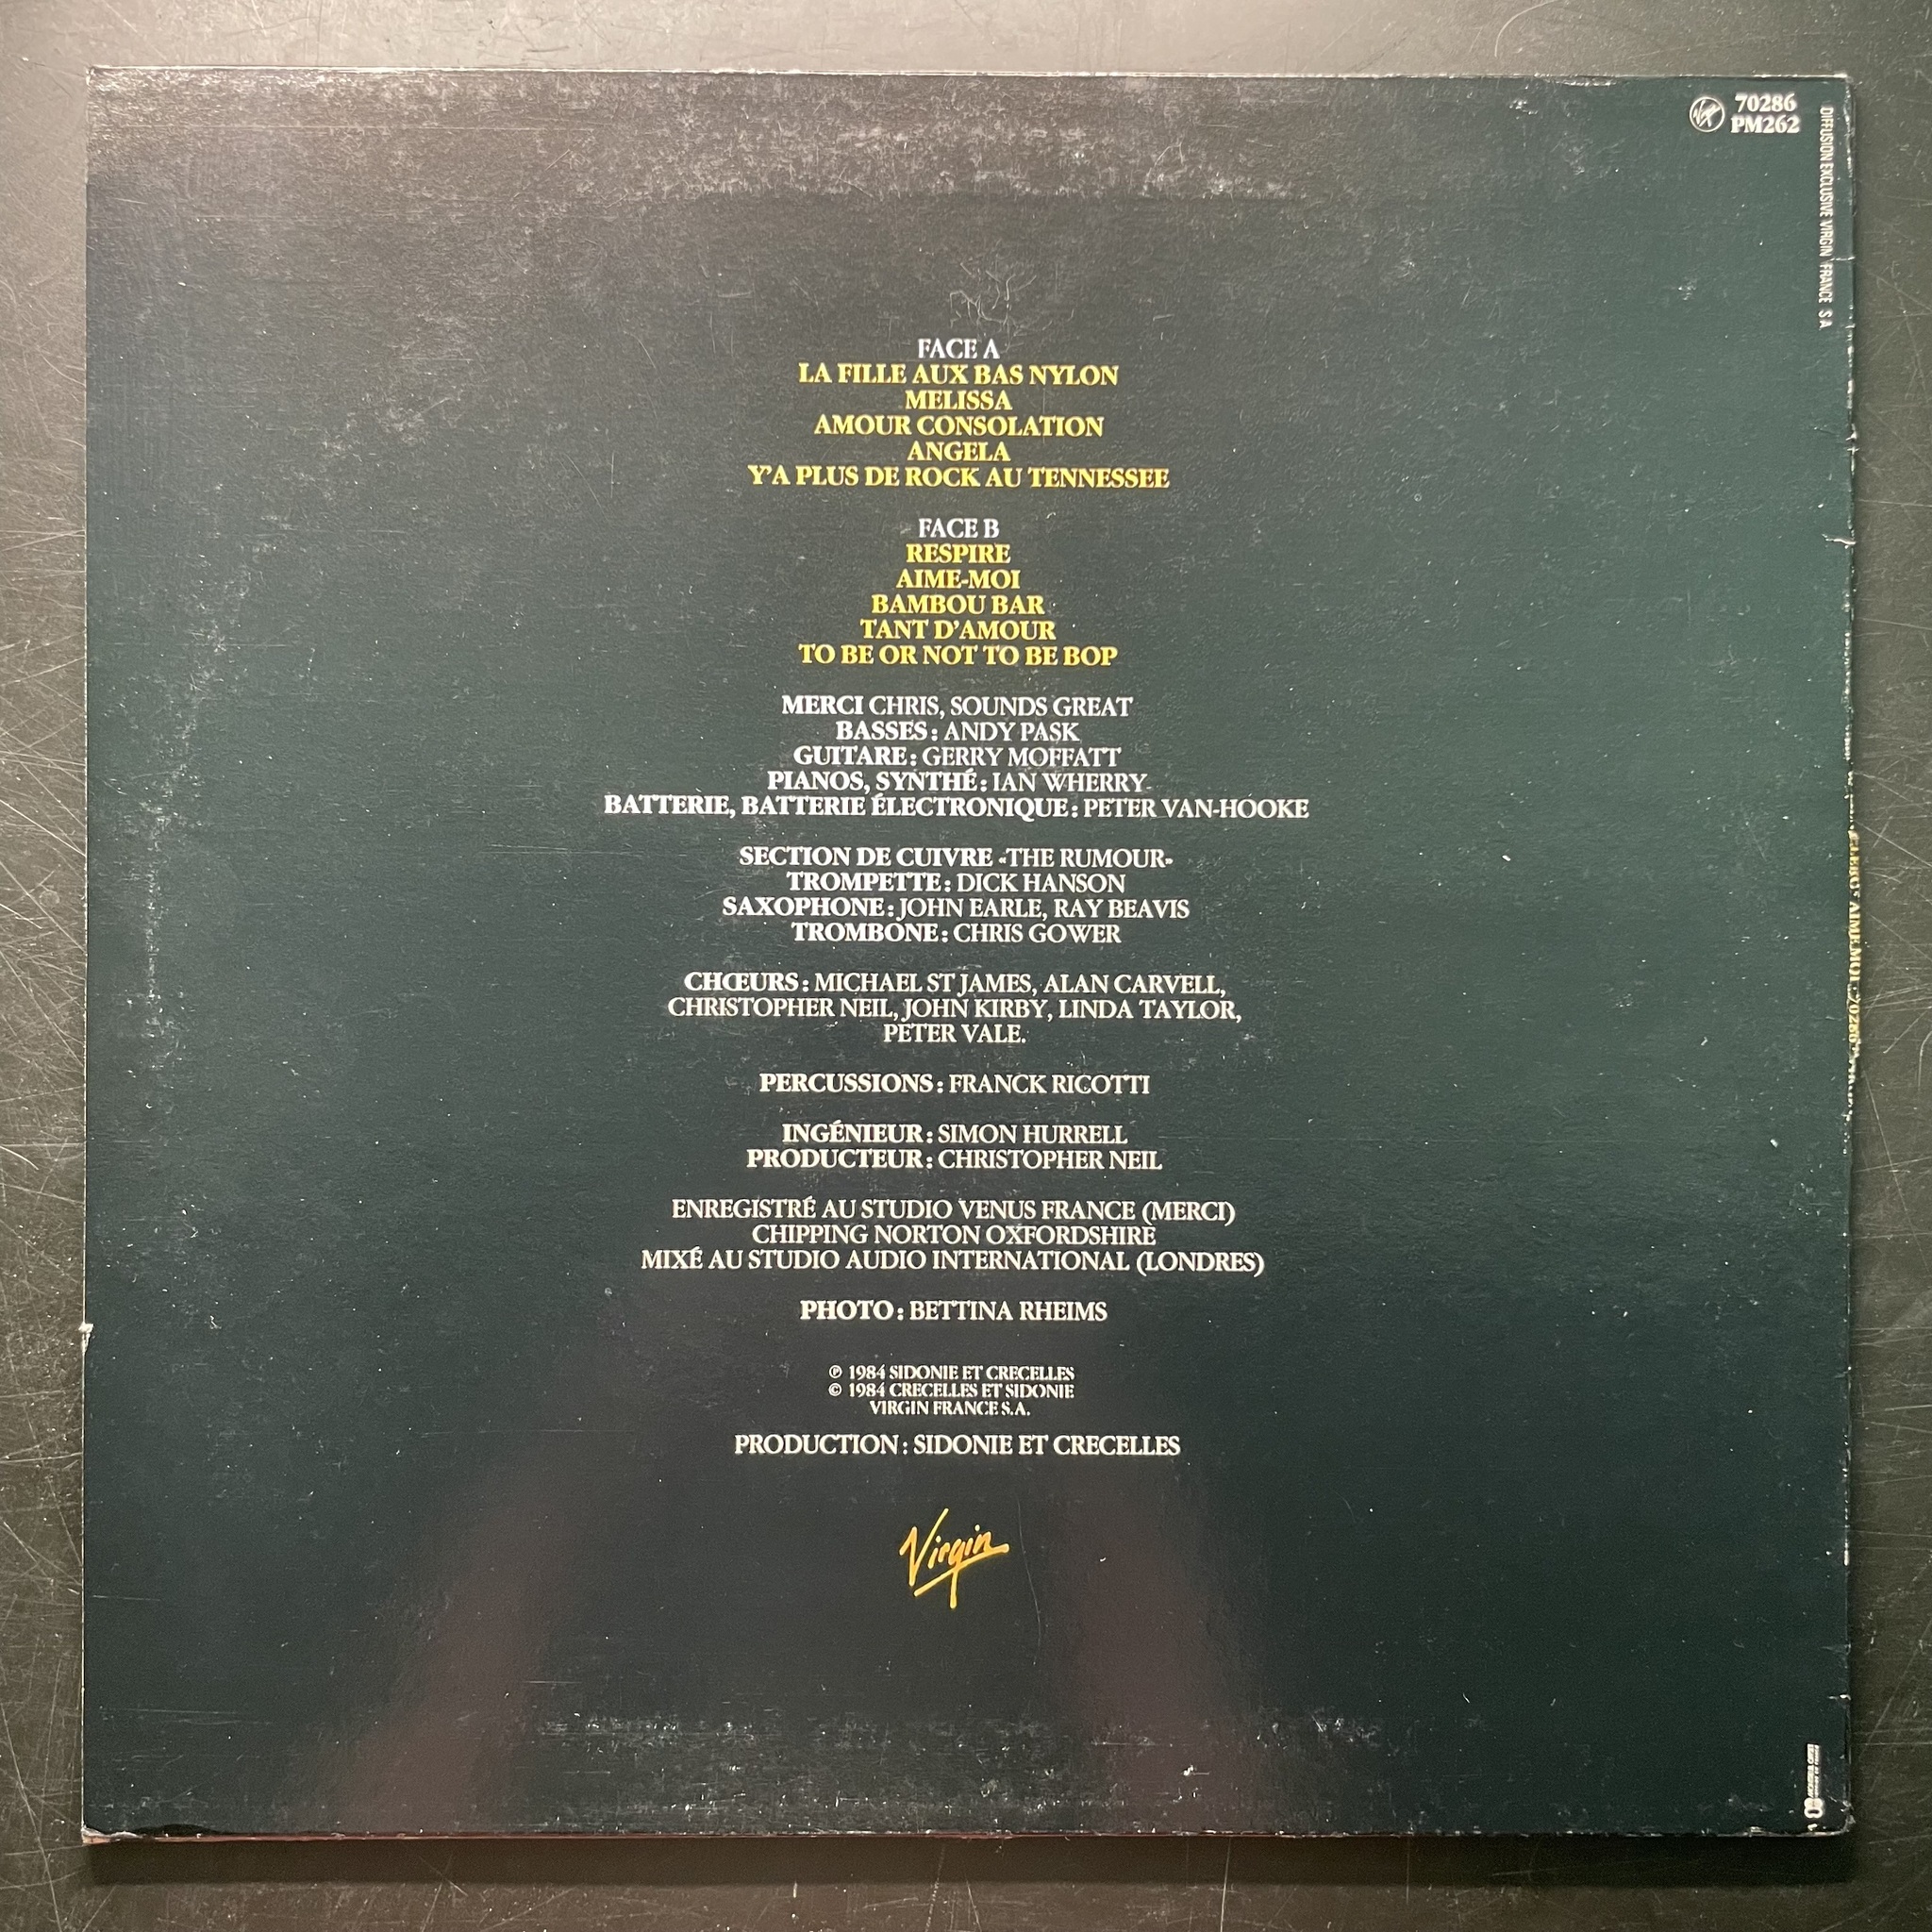 70286
PM262
DIFFUSION EXCLUSIVE VIRGIN FRANCE S.A.
FACE A
LA FILLE AUX BAS NYLON
MELISSA
AMOUR CONSOLATION
ANGELA
Y'A PLUS DE ROCK AU TENNESSEE
FACE B
RESPIRE
AIME-MOI
BAMBOU BAR
TANT D'AMOUR
TO BE OR NOT TO BE BOP
MERCI CHRIS, SOUNDS GREAT
BASSES : ANDY PASK
GUITARE : GERRY MOFFATT
PIANOS, SYNTHÉ : IAN WHERRY
BATTERIE, BATTERIE ÉLECTRONIQUE : PETER VAN-HOOKE
SECTION DE CUIVRE «THE RUMOUR»
TROMPETTE : DICK HANSON
SAXOPHONE : JOHN EARLE, RAY BEAVIS
TROMBONE : CHRIS GOWER
CHŒURS : MICHAEL ST JAMES, ALAN CARVELL,
CHRISTOPHER NEIL, JOHN KIRBY, LINDA TAYLOR,
PETER VALE.
PERCUSSIONS : FRANCK RICOTTI
INGÉNIEUR : SIMON HURRELL
PRODUCTEUR : CHRISTOPHER NEIL
ENREGISTRÉ AU STUDIO VENUS FRANCE (MERCI)
CHIPPING NORTON OXFORDSHIRE
MIXÉ AU STUDIO AUDIO INTERNATIONAL (LONDRES)
PHOTO : BETTINA RHEIMS
℗ 1984 SIDONIE ET CRECELLES
© 1984 CRECELLES ET SIDONIE
VIRGIN FRANCE S.A.
PRODUCTION : SIDONIE ET CRECELLES
Virgin
AIME-MOI 70286